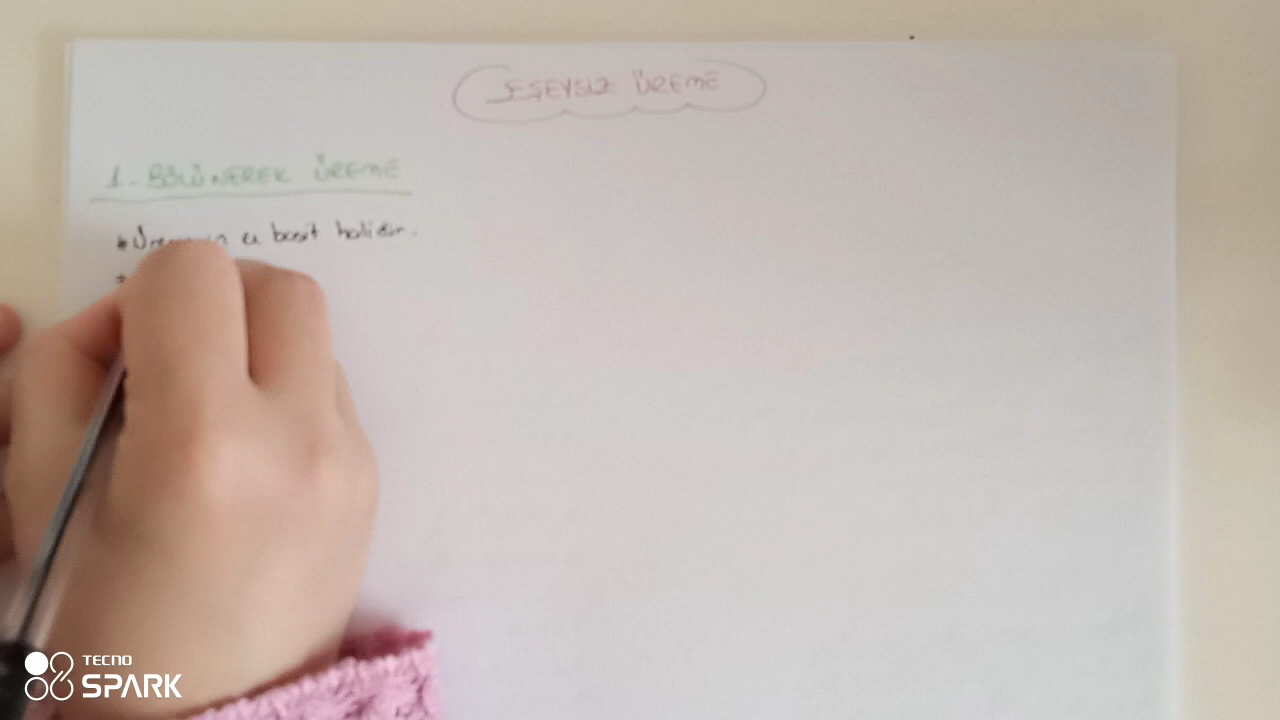 EŞEYSİZ ÜREME
1- BÖLÜNEREK ÜREME
* en basit halidir.
*
TECNO
SPARK